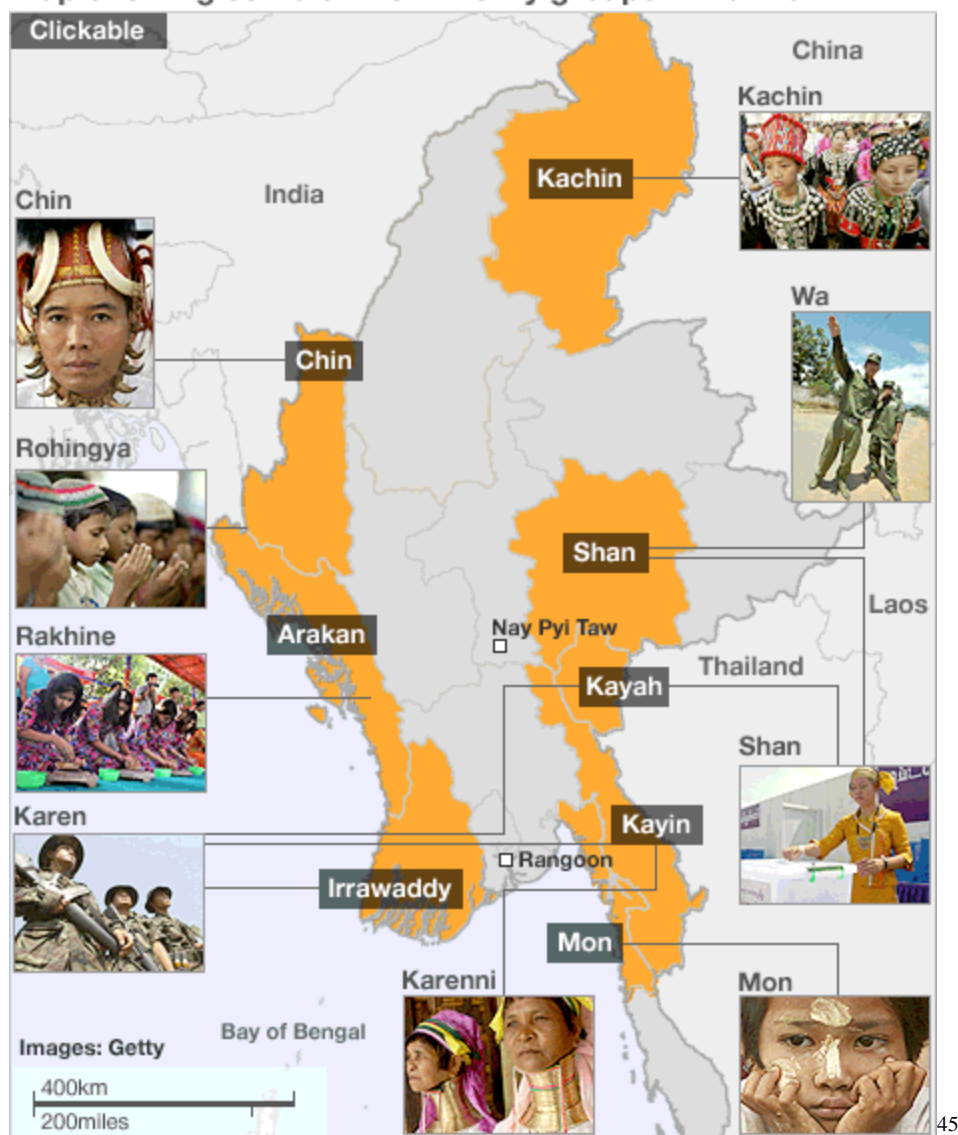 Clickable
China
Kachin
Kachin
India
Chin
Wa
Chin
Rohingya
Shan
Laos
Rakhine
Arakan
Nay Pyi Taw
Thailand
Kayah
Shan
Karen
Kayin
Rangoon
Irrawaddy
Mon
Karenni
Mon
Bay of Bengal
Images: Getty
400km
200miles
45